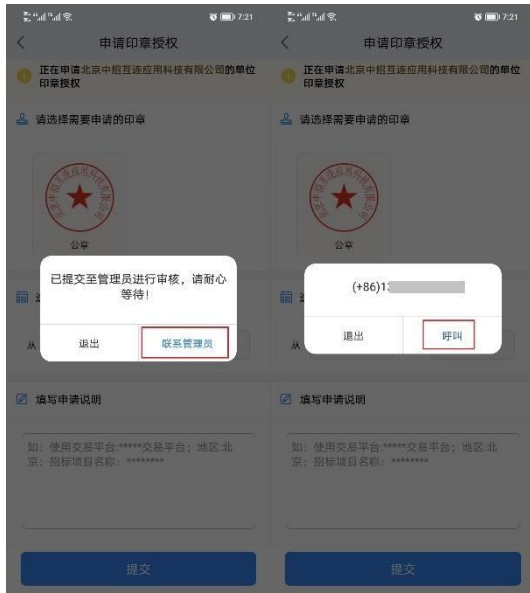 7:21
申请印章授权
正在申请北京中招互连应用科技有限公司的单位
印章授权
请选择需要申请的印章
公章
已提交至管理员进行审核，请耐心
等待！
退出
联系管理员
从
填写申请说明
如：使用交易平台:*****交易平台；地区:北
京；招标项目名称：********
提交
7:21
申请印章授权
正在申请北京中招互连应用科技有限公司的单位
印章授权
请选择需要申请的印章
公章
(+86)1
退出
呼叫
从
填写申请说明
如：使用交易平台:*****交易平台；地区:北
京；招标项目名称：********
提交